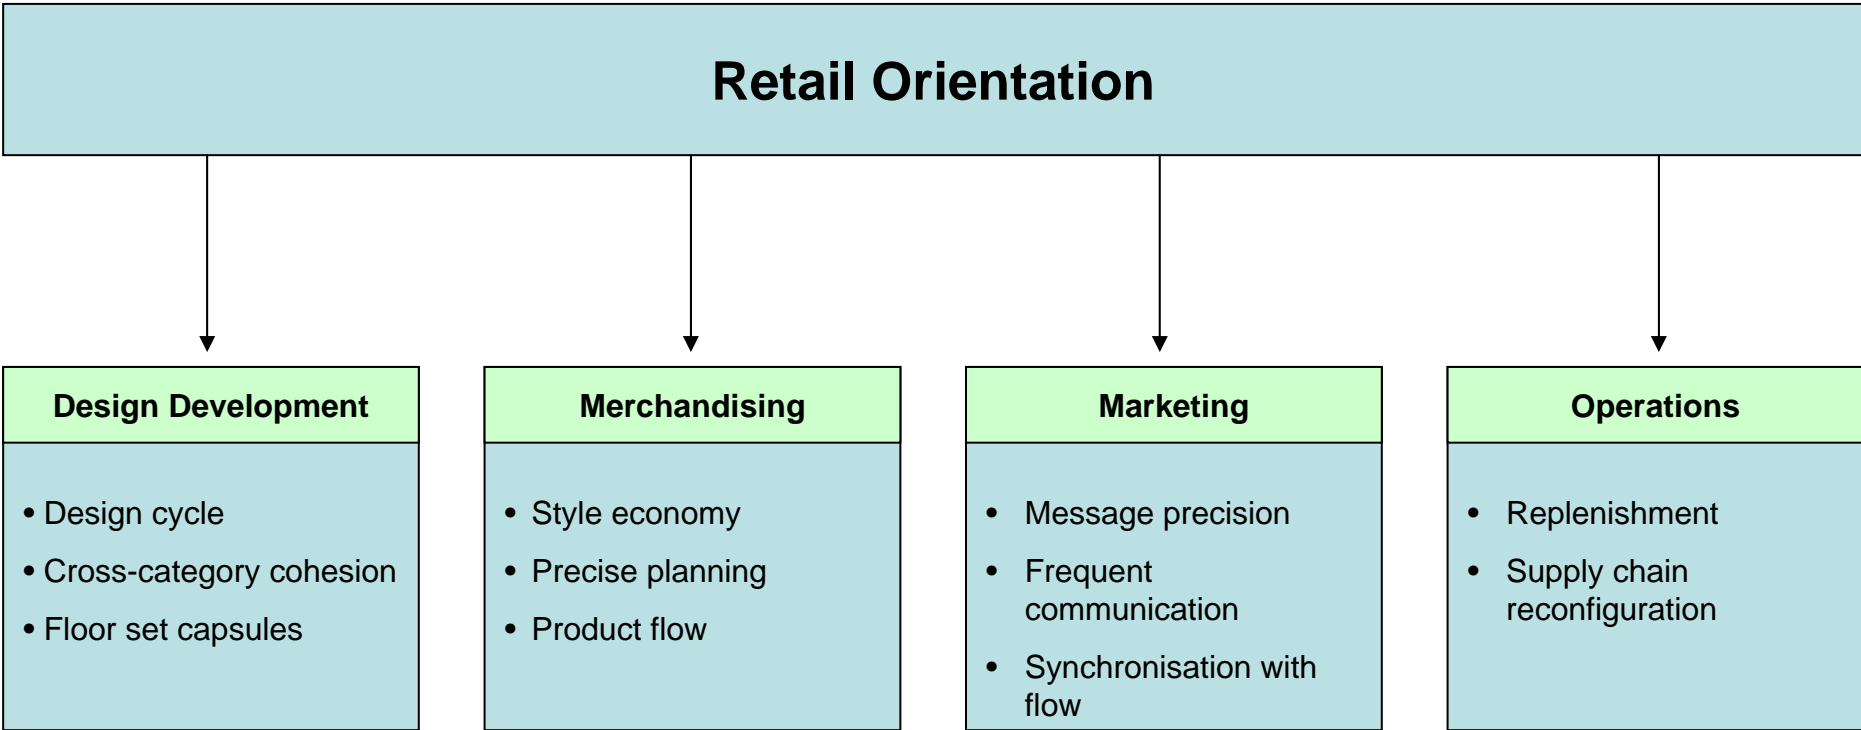 Retail Orientation
Design Development
• Design cycle
• Cross-category cohesion
• Floor set capsules
Merchandising
• Style economy
• Precise planning
• Product flow
Marketing
• Message precision
• Frequent
communication
• Synchronisation with
flow
Operations
• Replenishment
• Supply chain
reconfiguration